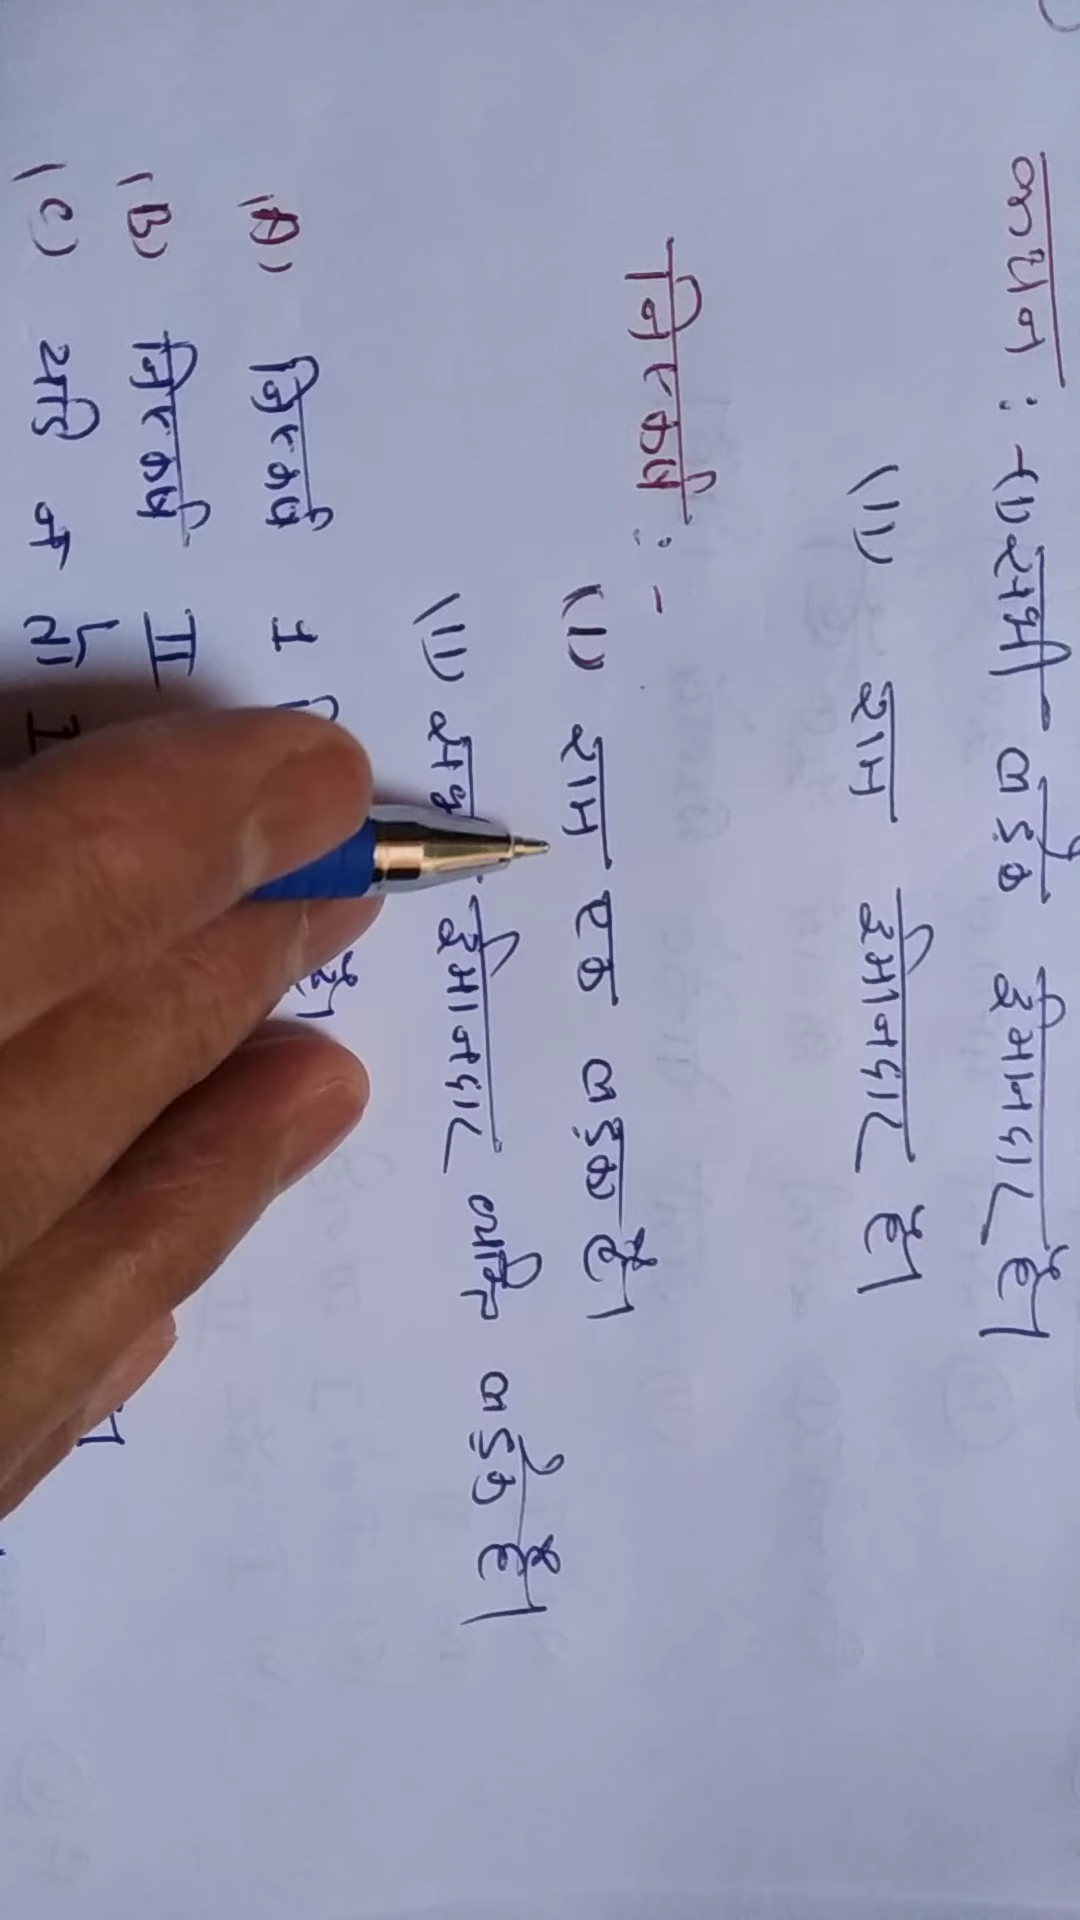 कथन :- (I) सभी लड़के ईमानदार है।
(II) राम ईमानदार है।
निष्कर्ष :-
(I) राम एक लड़का है।
(II) सभी ईमानदार व्यक्ति लड़के है।
(A) निष्कर्ष I है।
(B) निष्कर्ष II
(C) यदि न तो I